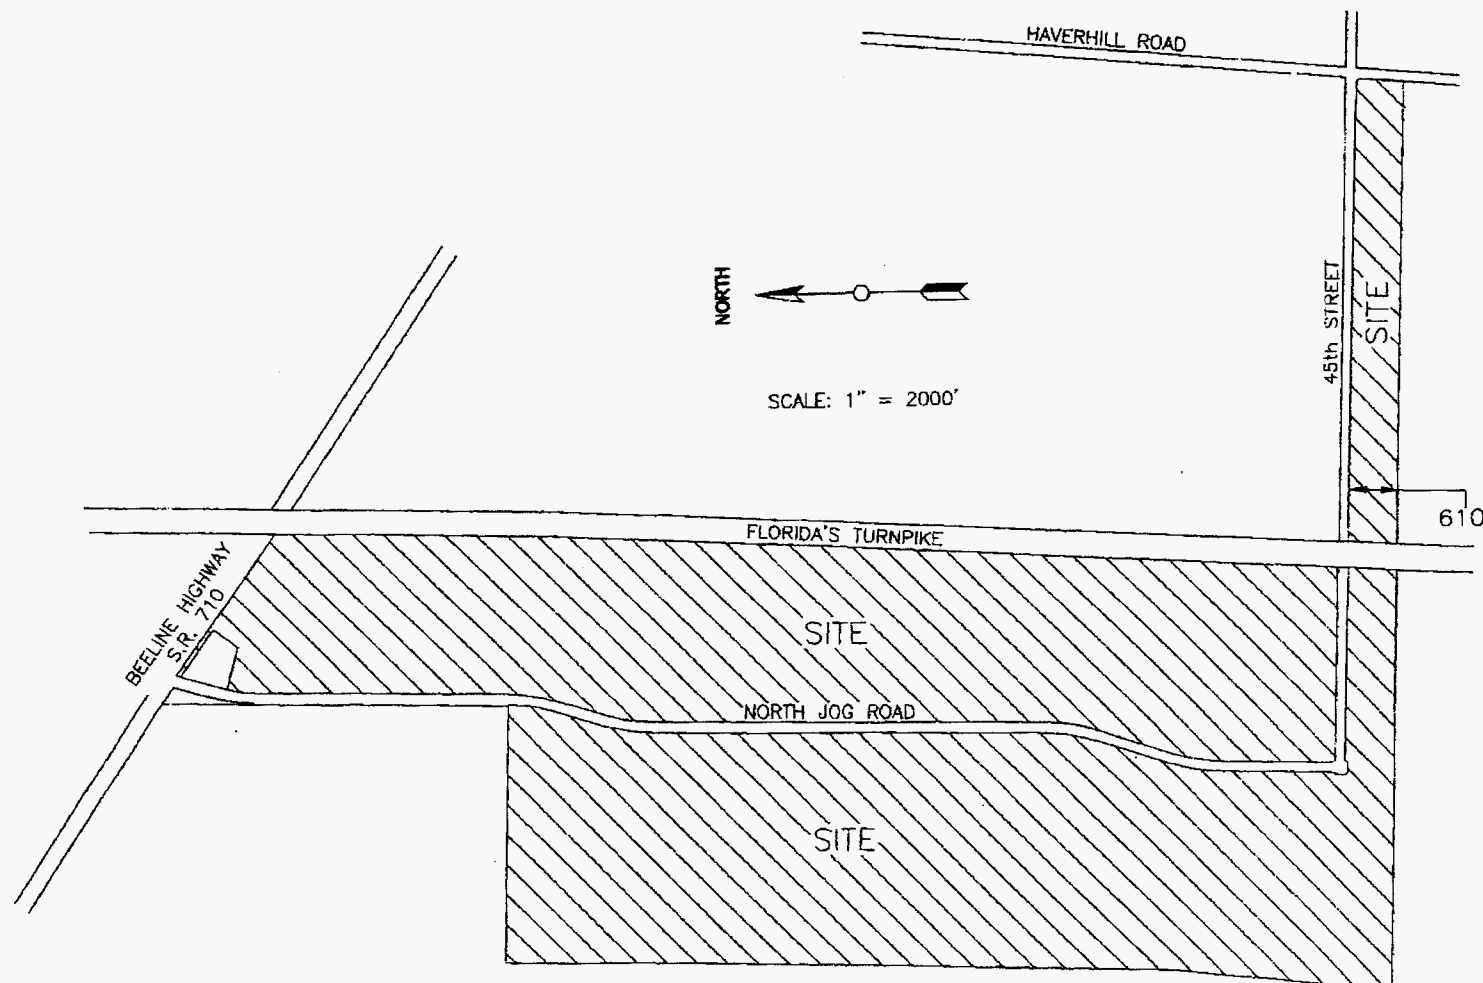 HAVERHILL ROAD
NORTH
45th STREET
SITE
SCALE: 1" = 2000'
610
FLORIDA'S TURNPIKE
BEELINE HIGHWAY
S.R. 710
SITE
NORTH JOG ROAD
SITE